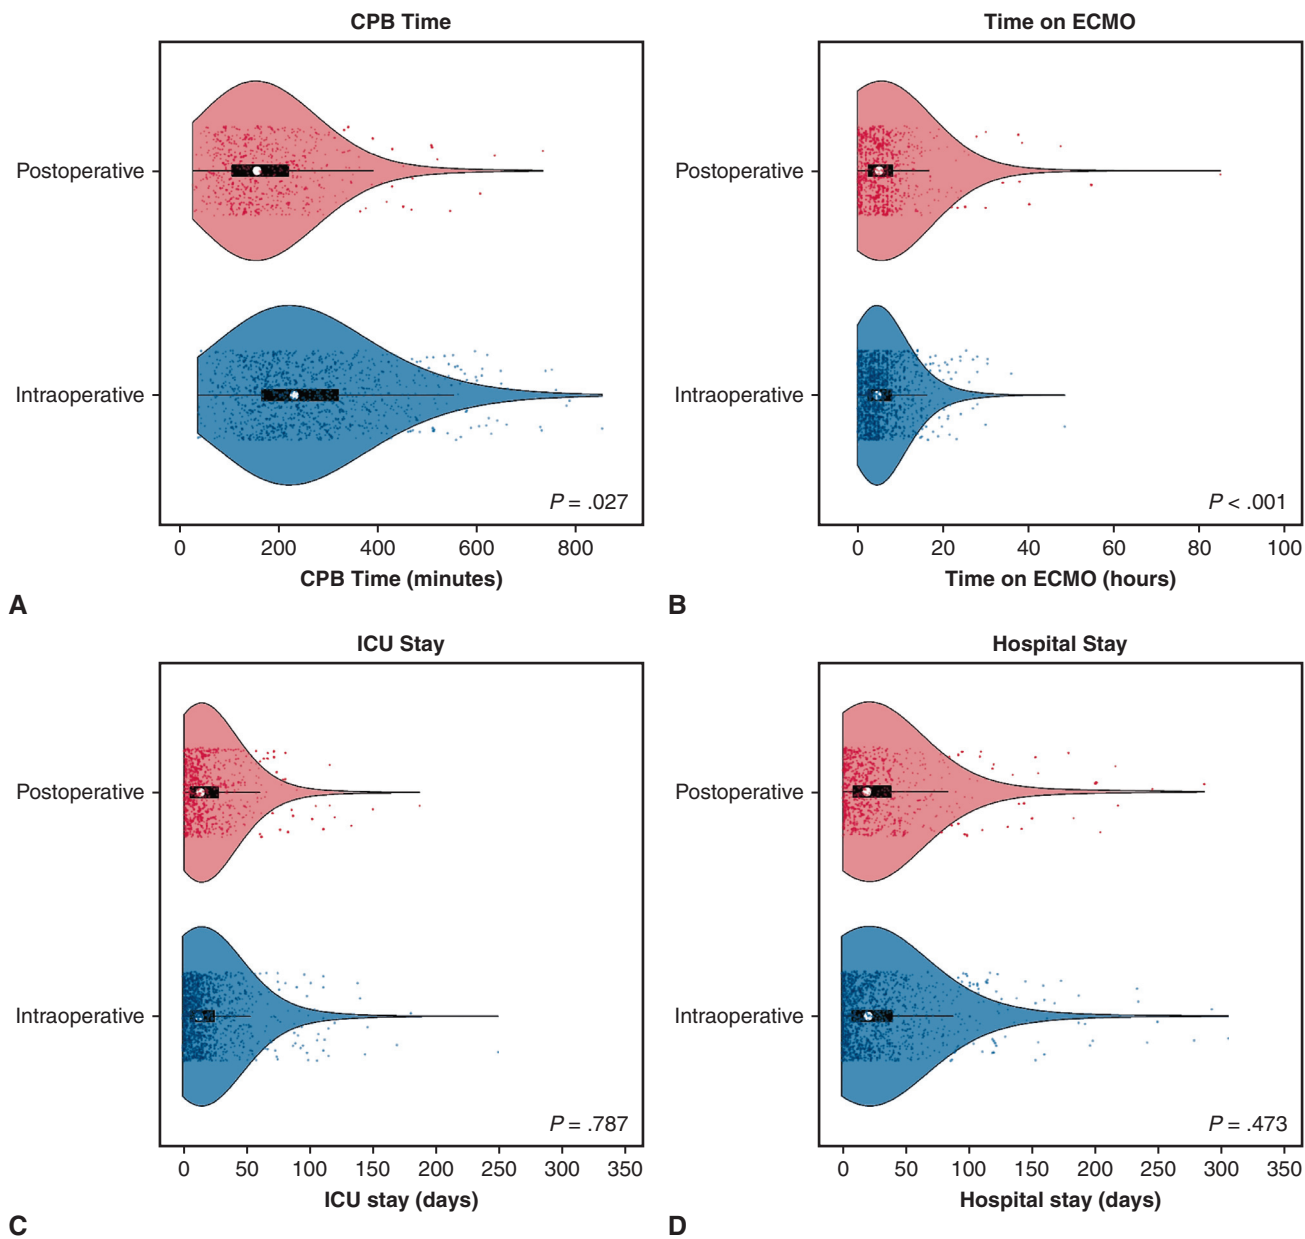 CPB Time
Postoperative
Intraoperative
P = .027
0 200 400 600 800
CPB Time (minutes)
A
Time on ECMO
Postoperative
Intraoperative
P < .001
0 20 40 60 80 100
Time on ECMO (hours)
B
ICU Stay
Postoperative
Intraoperative
P = .787
0 50 100 150 200 250 300 350
ICU stay (days)
C
Hospital Stay
Postoperative
Intraoperative
P = .473
0 50 100 150 200 250 300 350
Hospital stay (days)
D